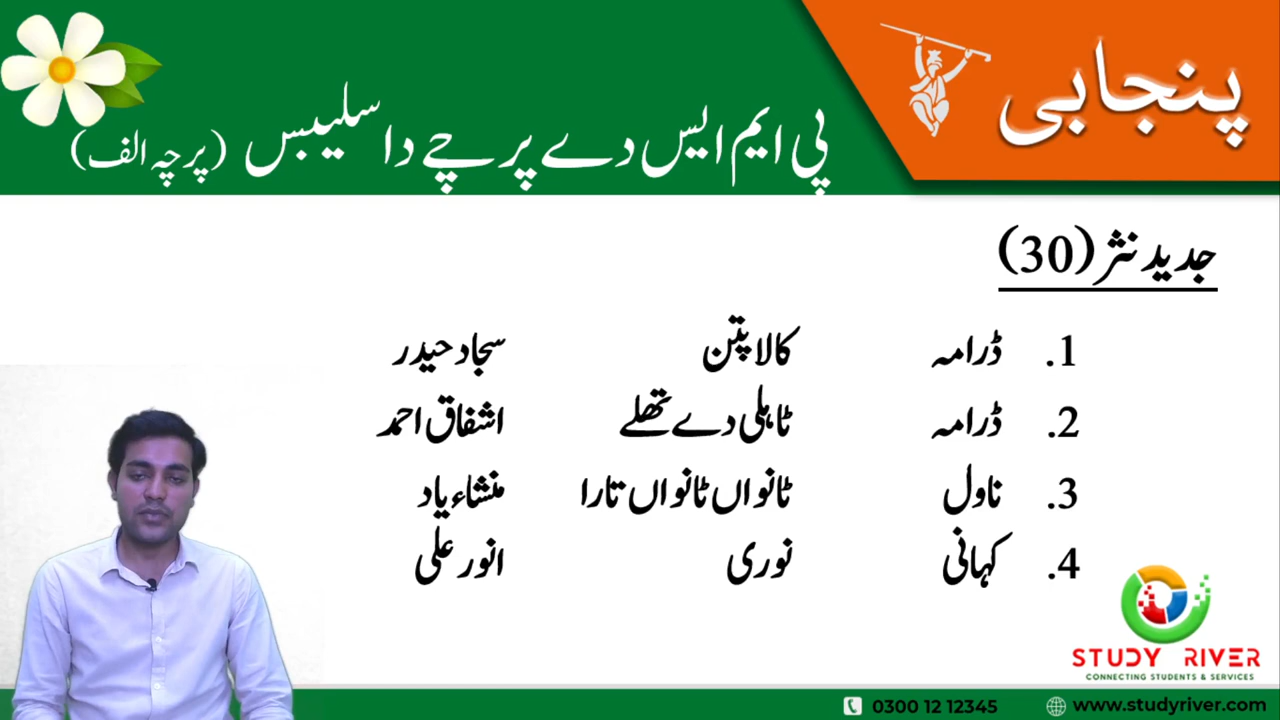 پنجابی
پی ایم ایس دے پرچے دا سلیبس (پرچہ الف)
جدید نثر (30)
1. ڈرامہ کالا پتن سجاد حیدر
2. ڈرامہ ٹاہلی دے تھلے اشفاق احمد
3. ناول ٹانواں ٹانواں تارا منشاء یاد
4. کہانی نوری انور علی
STUDY RIVER
CONNECTING STUDENTS & SERVICES
0300 12 12345 www.studyriver.com